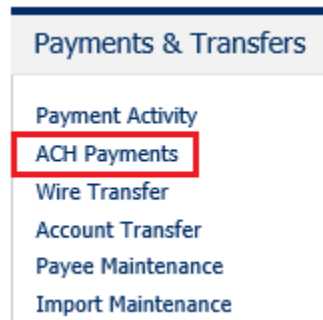 Payments & Transfers
Payment Activity
ACH Payments
Wire Transfer
Account Transfer
Payee Maintenance
Import Maintenance